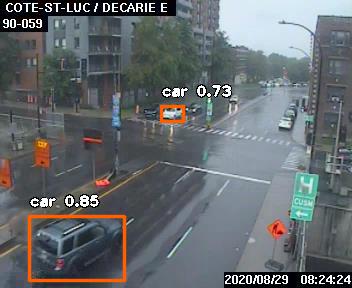 COTE-ST-LUC / DECARIE E
90-059
car 0.73
car 0.85
H
CUSM
2020/08/29 08:24:24